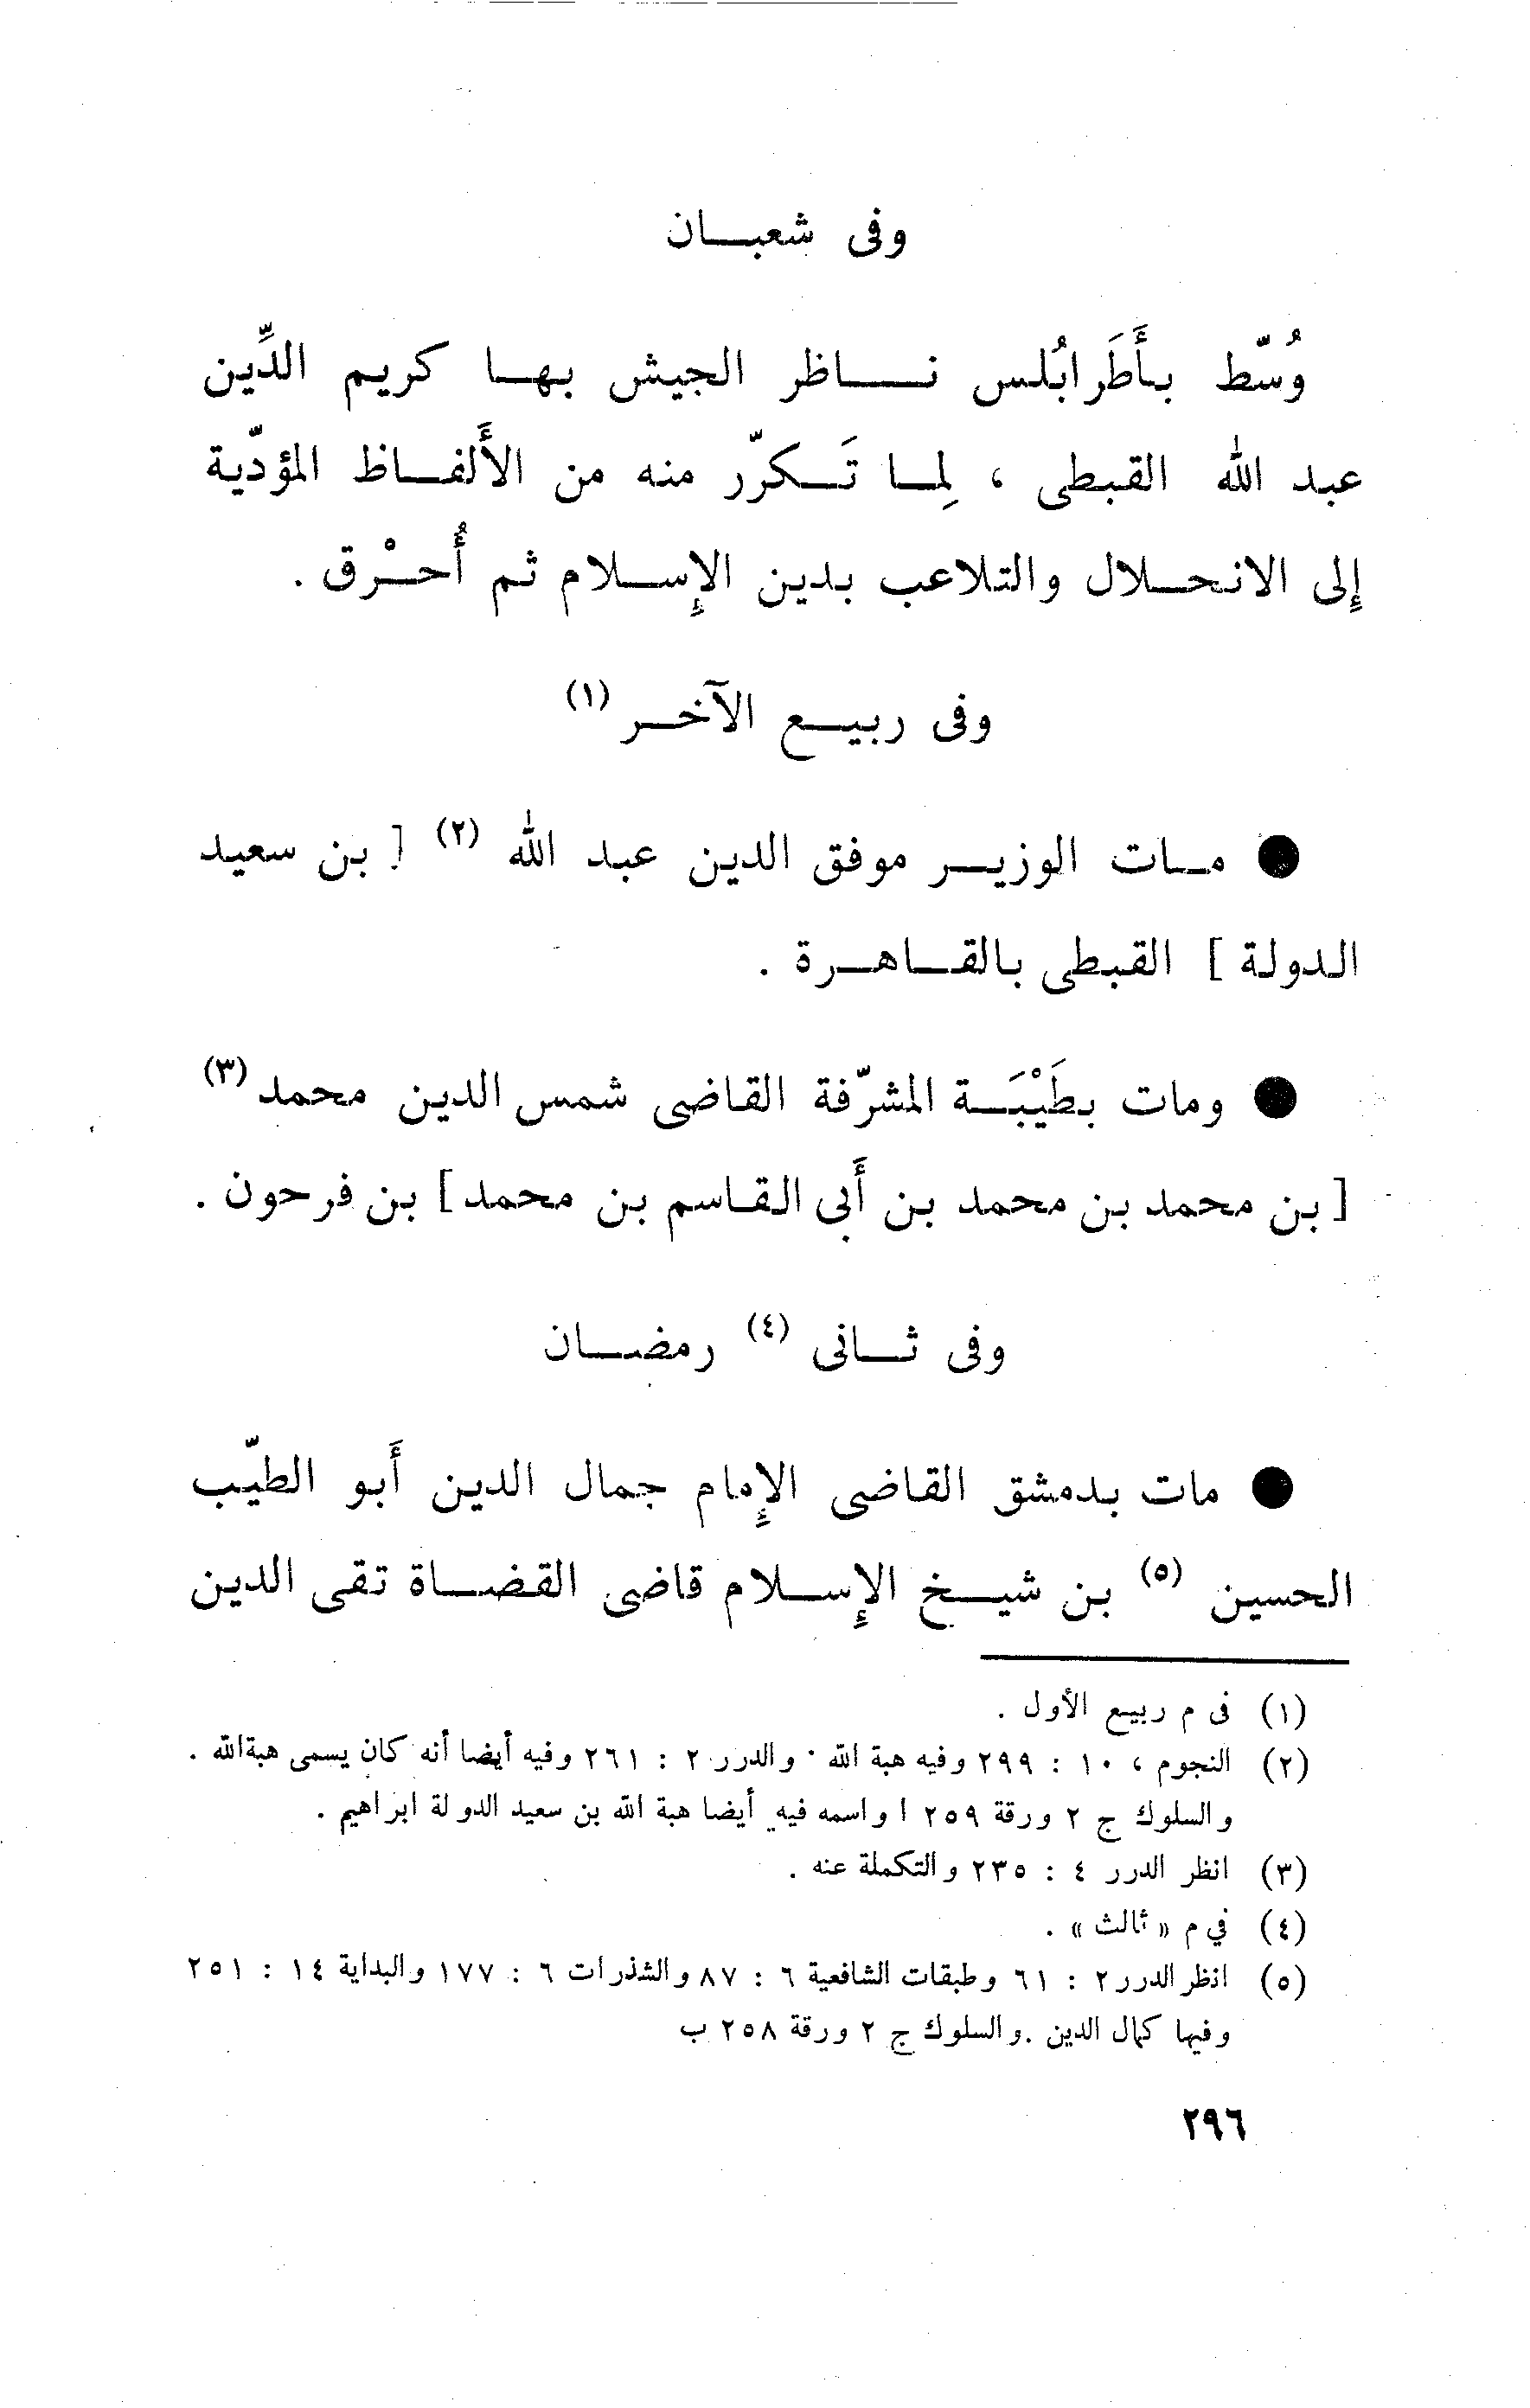 وفى شعبان
وُسّط بأَطَرابُلس ناظر الجيش بها كريم الدِّين
عبد الله القبطى ، لِما تَكرّر منه من الأَلفاظ المؤدّية
إلى الانحلال والتلاعب بدين الإسلام ثم أُحْرق .
وفى ربيع الآخر (١)
● مات الوزير موفق الدين عبد الله (٢) [ بن سعيد
الدولة ] القبطى بالقاهرة .
● ومات بطَيْبَة المشرّفة القاضى شمس الدين محمد (٣)
[ بن محمد بن محمد بن أَبى القاسم بن محمد ] بن فرحون .
وفى ثانى (٤) رمضان
● مات بدمشق القاضى الإمام جمال الدين أَبو الطيّب
الحسين (٥) بن شيخ الإسلام قاضى القضاة تقى الدين
(١) فى م ربيع الأول .
(٢) النجوم ، ١٠ : ٢٩٩ وفيه هبة الله . والدرر ٢ : ٢٦١ وفيه أيضا أنه كان يسمى هبةالله .
والسلوك ج ٢ ورقة ٢٥٩ ا واسمه فيه أيضا هبة الله بن سعيد الدولة ابراهيم .
(٣) انظر الدرر ٤ : ٢٣٥ والتكملة عنه .
(٤) في م « ثالث » .
(٥) انظر الدرر ٢ : ٦١ وطبقات الشافعية ٦ : ٨٧ والشذرات ٦ : ١٧٧ والبداية ١٤ : ٢٥١
وفيها كمال الدين . والسلوك ج ٢ ورقة ٢٥٨ ب
٢٩٦